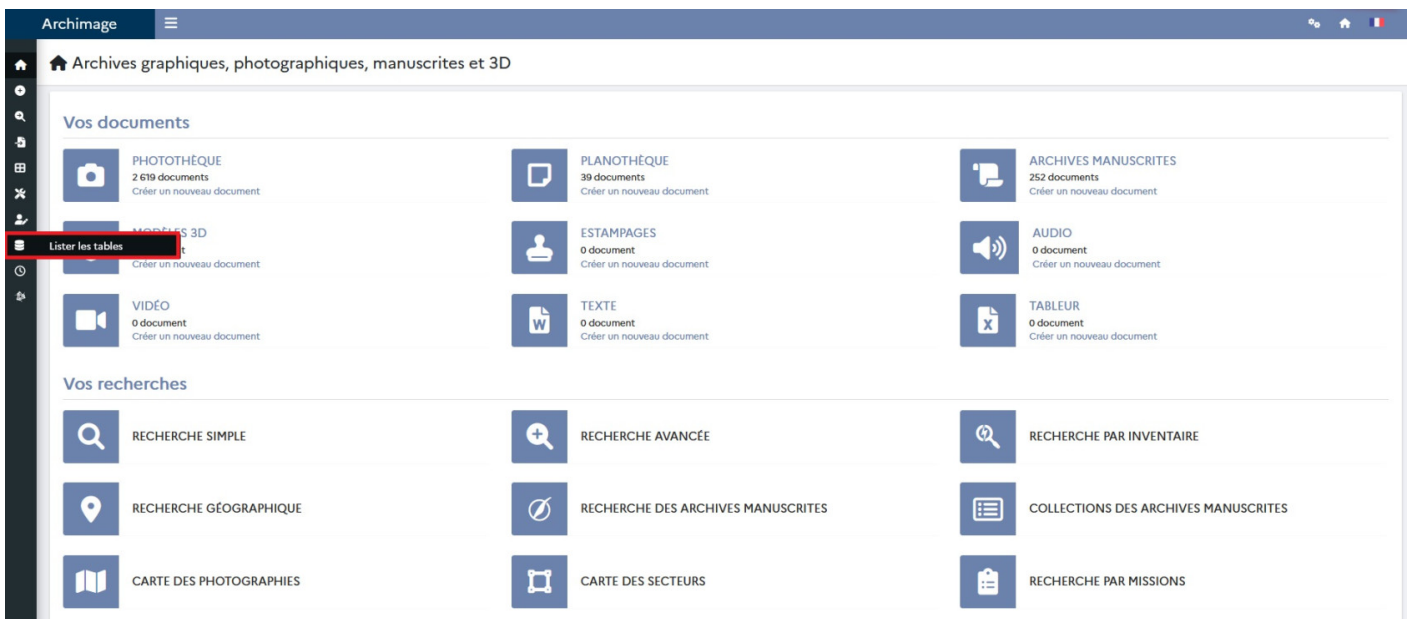 Archimage
Archives graphiques, photographiques, manuscrites et 3D
Vos documents
PHOTOTHÈQUE
2 619 documents
Créer un nouveau document
PLANOTHÈQUE
39 documents
Créer un nouveau document
ARCHIVES MANUSCRITES
252 documents
Créer un nouveau document
MODÈLES 3D
Lister les tables
t
Créer un nouveau document
ESTAMPAGES
0 document
Créer un nouveau document
AUDIO
0 document
Créer un nouveau document
VIDÉO
0 document
Créer un nouveau document
TEXTE
0 document
Créer un nouveau document
TABLEUR
0 document
Créer un nouveau document
Vos recherches
RECHERCHE SIMPLE
RECHERCHE AVANCÉE
RECHERCHE PAR INVENTAIRE
RECHERCHE GÉOGRAPHIQUE
RECHERCHE DES ARCHIVES MANUSCRITES
COLLECTIONS DES ARCHIVES MANUSCRITES
CARTE DES PHOTOGRAPHIES
CARTE DES SECTEURS
RECHERCHE PAR MISSIONS